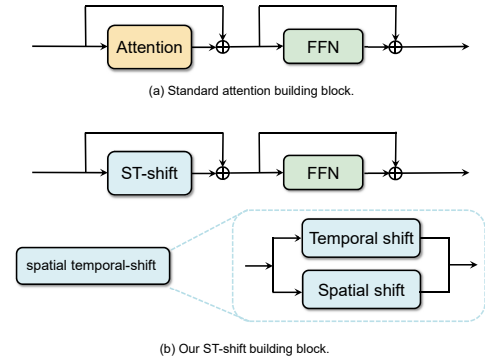 Attention
FFN
(a) Standard attention building block.
ST-shift
FFN
Temporal shift
spatial temporal-shift
Spatial shift
(b) Our ST-shift building block.